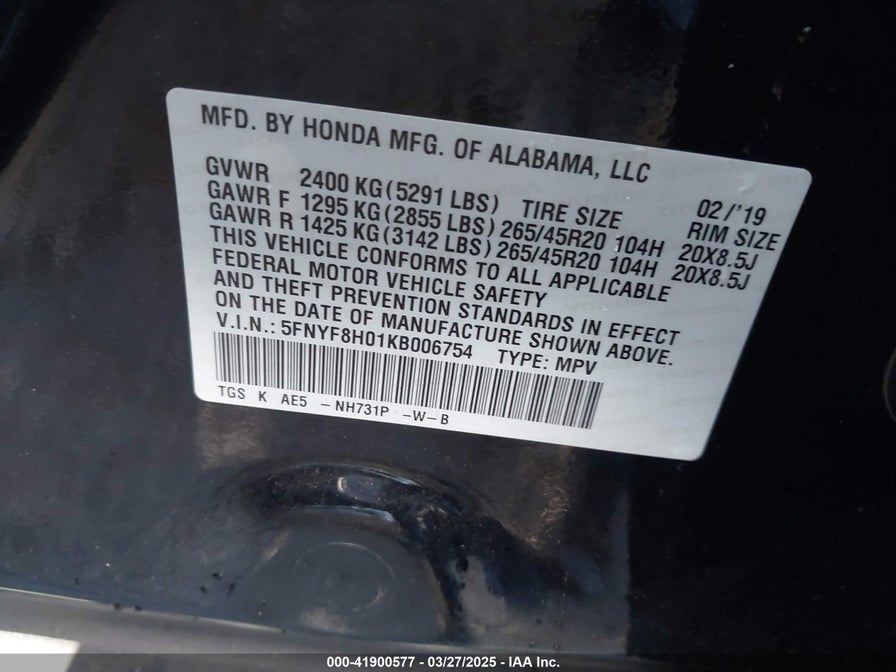 MFD. BY HONDA MFG. OF ALABAMA, LLC
GVWR 2400 KG(5291 LBS) TIRE SIZE 02/'19 RIM SIZE
GAWR F 1295 KG(2855 LBS) 265/45R20 104H 20X8.5J
GAWR R 1425 KG(3142 LBS) 265/45R20 104H 20X8.5J
THIS VEHICLE CONFORMS TO ALL APPLICABLE
FEDERAL MOTOR VEHICLE SAFETY
AND THEFT PREVENTION STANDARDS IN EFFECT
ON THE DATE OF MANUFACTURE SHOWN ABOVE.
V.I.N.: 5FNYF8H01KB006754 TYPE: MPV
TGS K AE5 -NH731P -W-B
000-41900577 - 03/27/2025 - IAA Inc.